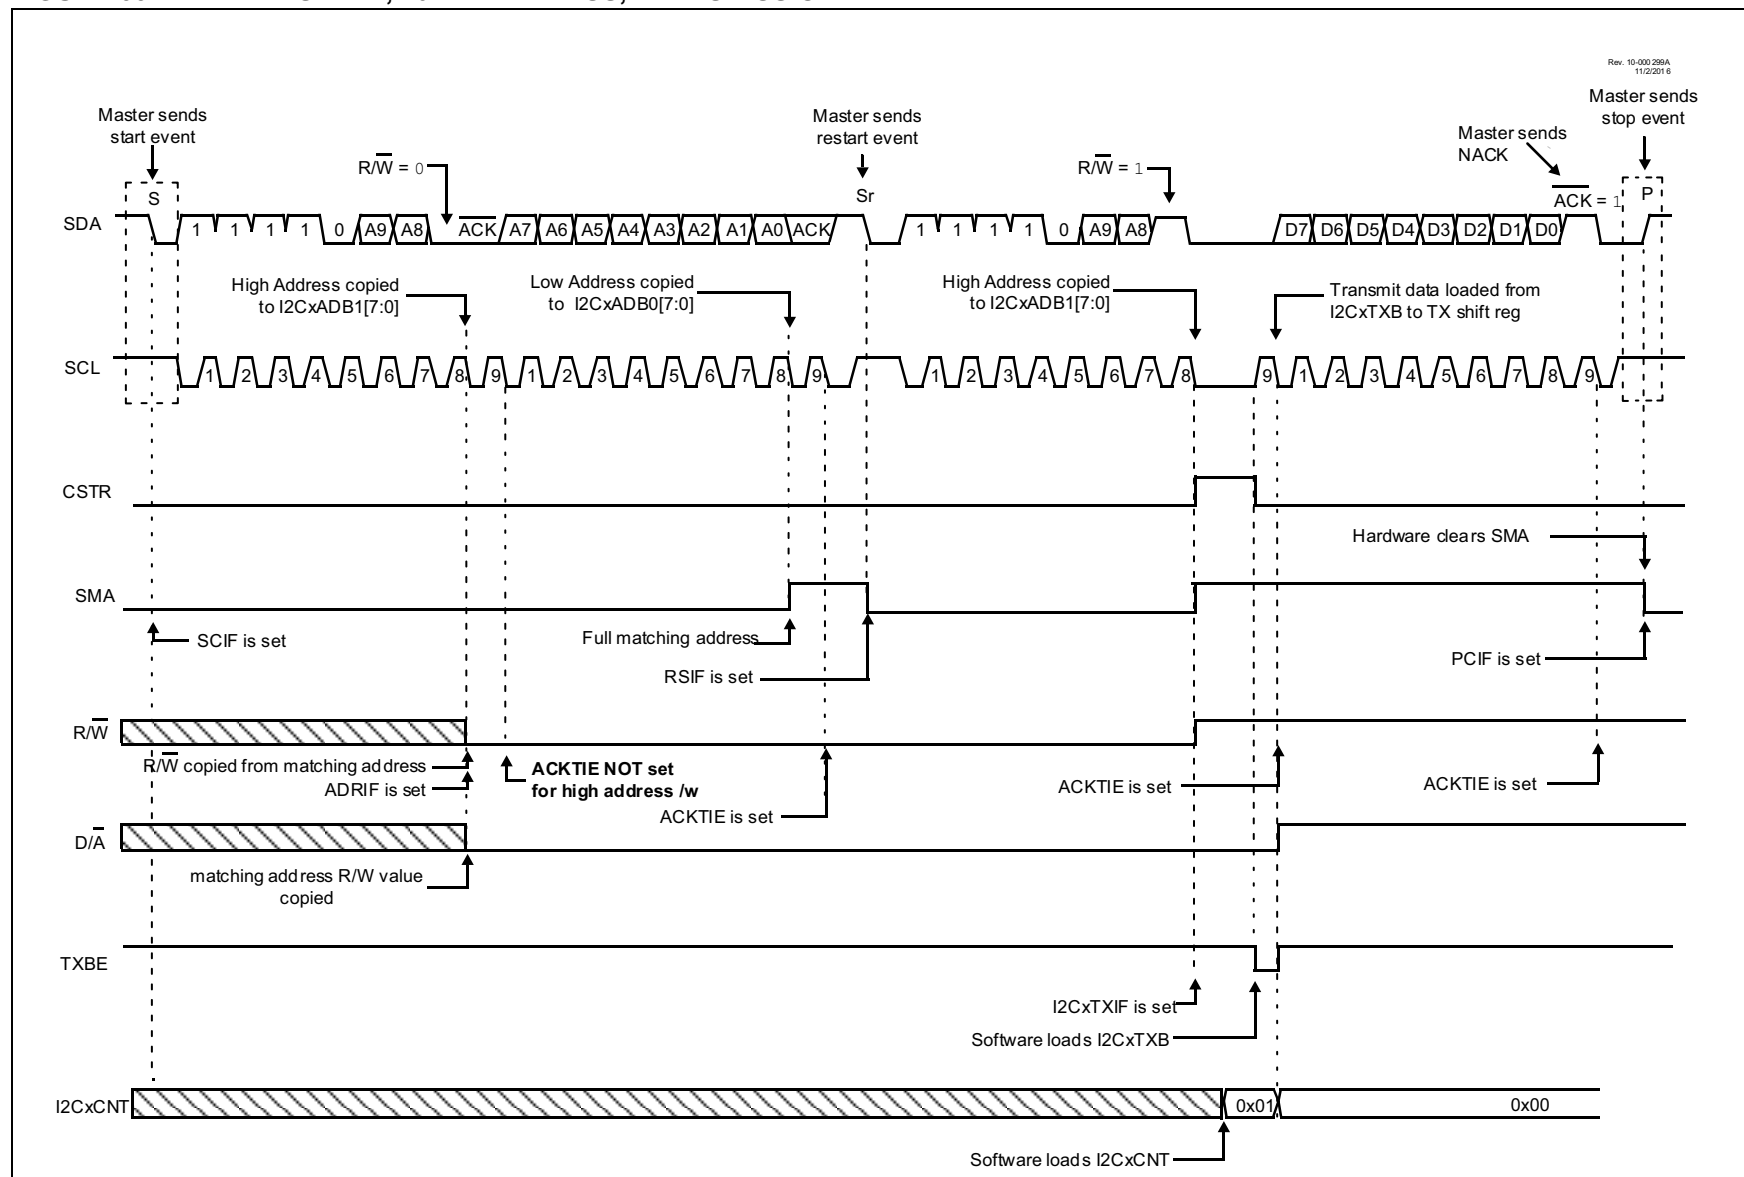 Rev. 10-000 299A
11/2/2016
Master sends
start event
Master sends
restart event
Master sends
stop event
Master sends
NACK
R/W = 0
R/W = 1
ACK = 1
S
Sr
P
SDA
1 1 1 1 0 A9 A8 ACK A7 A6 A5 A4 A3 A2 A1 A0 ACK 1 1 1 1 0 A9 A8 D7 D6 D5 D4 D3 D2 D1 D0
High Address copied
to I2CxADB1[7:0]
Low Address copied
to I2CxADB0[7:0]
High Address copied
to I2CxADB1[7:0]
Transmit data loaded from
I2CxTXB to TX shift reg
SCL
1 2 3 4 5 6 7 8 9 1 2 3 4 5 6 7 8 9 1 2 3 4 5 6 7 8 9 1 2 3 4 5 6 7 8 9
CSTR
Hardware clears SMA
SMA
SCIF is set
Full matching address
RSIF is set
PCIF is set
R/W
R/W copied from matching address
ADRIF is set
ACKTIE NOT set
for high address /w
ACKTIE is set
ACKTIE is set
ACKTIE is set
D/A
matching address R/W value
copied
TXBE
I2CxTXIF is set
Software loads I2CxTXB
I2CxCNT
0x01
0x00
Software loads I2CxCNT